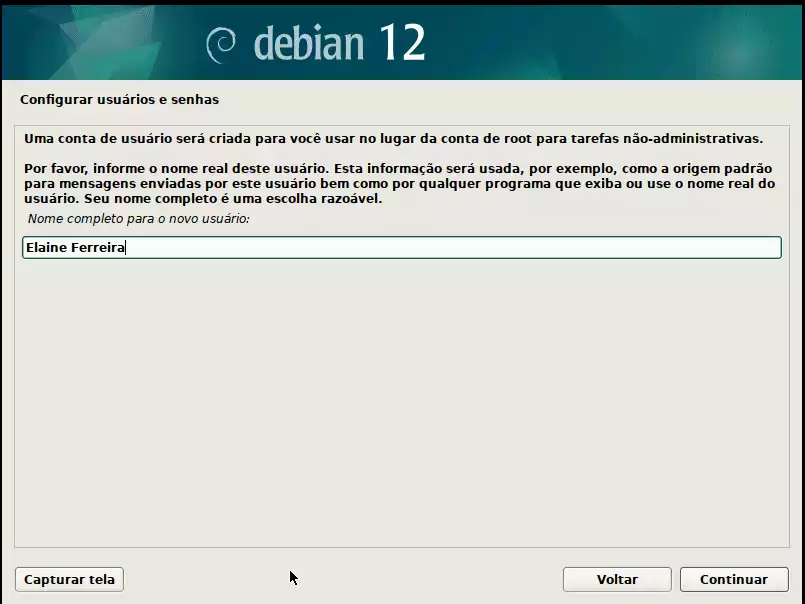 debian 12
Configurar usuários e senhas
Uma conta de usuário será criada para você usar no lugar da conta de root para tarefas não-administrativas.
Por favor, informe o nome real deste usuário. Esta informação será usada, por exemplo, como a origem padrão
para mensagens enviadas por este usuário bem como por qualquer programa que exiba ou use o nome real do
usuário. Seu nome completo é uma escolha razoável.
Nome completo para o novo usuário:
Elaine Ferreira
Capturar tela
Voltar
Continuar